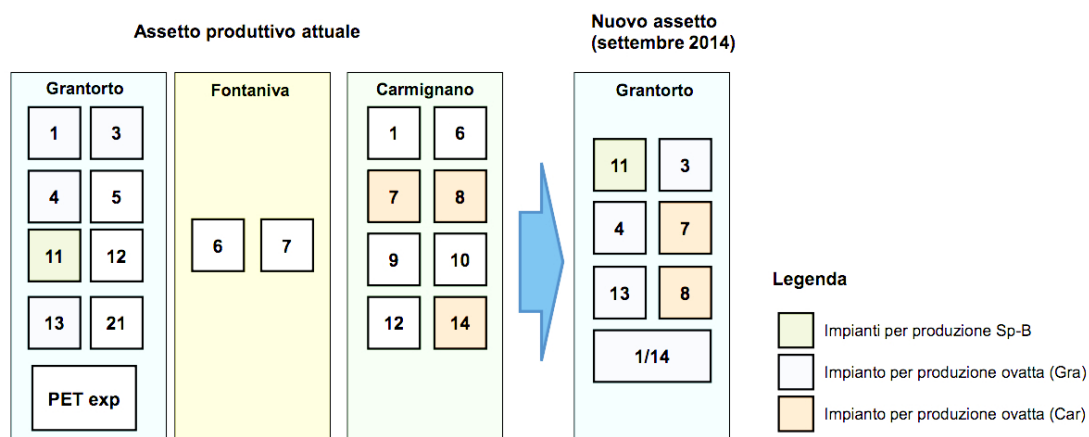 Assetto produttivo attuale
Nuovo assetto
(settembre 2014)
Grantorto
1 3
4 5
11 12
13 21
PET exp
Fontaniva
6 7
Carmignano
1 6
7 8
9 10
12 14
Grantorto
11 3
4 7
13 8
1/14
Legenda
Impianti per produzione Sp-B
Impianto per produzione ovatta (Gra)
Impianto per produzione ovatta (Car)